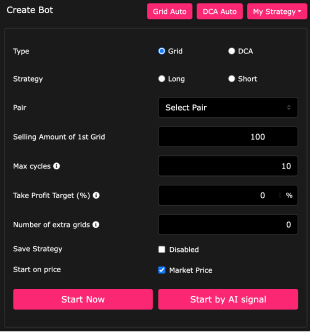 Create Bot
Grid Auto
DCA Auto
My Strategy
Type
Grid
DCA
Strategy
Long
Short
Pair
Select Pair
Selling Amount of 1st Grid
100
Max cycles
10
Take Profit Target (%)
0
%
Number of extra grids
0
Save Strategy
Disabled
Start on price
Market Price
Start Now
Start by AI signal